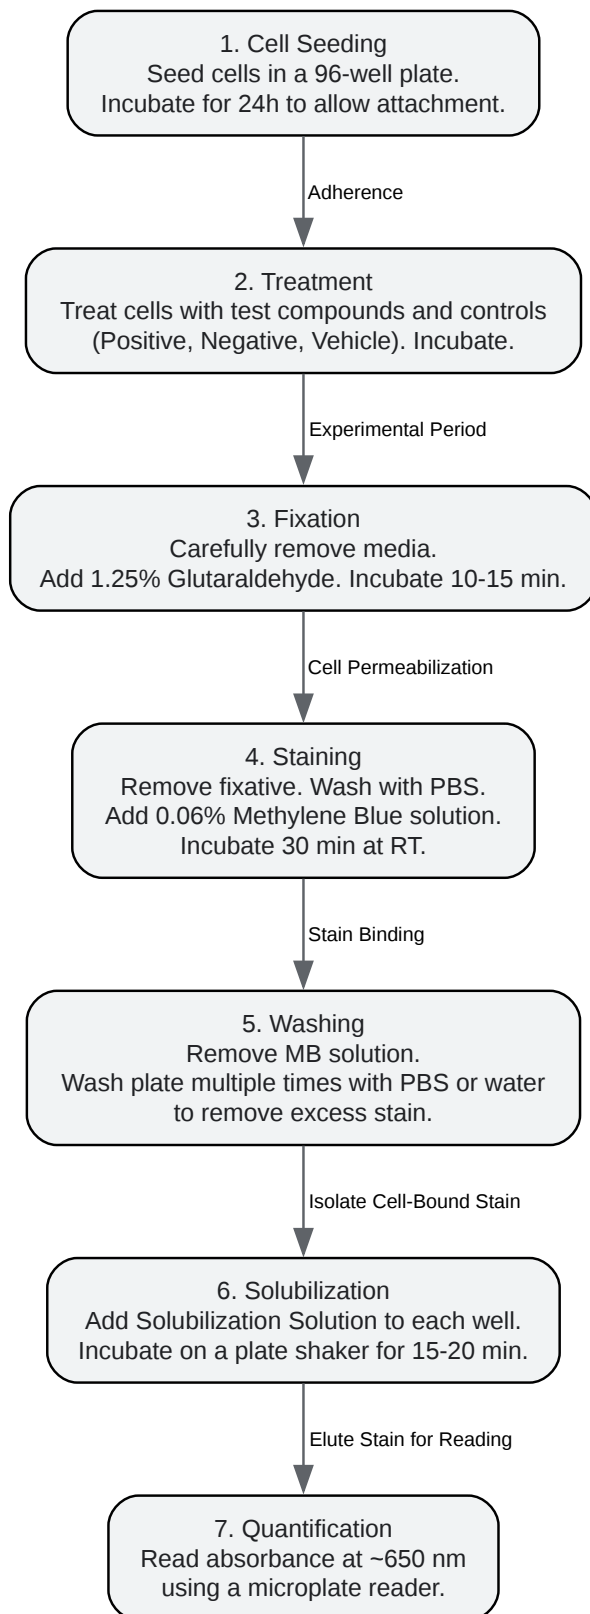 1. Cell Seeding
Seed cells in a 96-well plate.
Incubate for 24h to allow attachment.
Adherence
2. Treatment
Treat cells with test compounds and controls
(Positive, Negative, Vehicle). Incubate.
Experimental Period
3. Fixation
Carefully remove media.
Add 1.25% Glutaraldehyde. Incubate 10-15 min.
Cell Permeabilization
4. Staining
Remove fixative. Wash with PBS.
Add 0.06% Methylene Blue solution.
Incubate 30 min at RT.
Stain Binding
5. Washing
Remove MB solution.
Wash plate multiple times with PBS or water
to remove excess stain.
Isolate Cell-Bound Stain
6. Solubilization
Add Solubilization Solution to each well.
Incubate on a plate shaker for 15-20 min.
Elute Stain for Reading
7. Quantification
Read absorbance at ~650 nm
using a microplate reader.